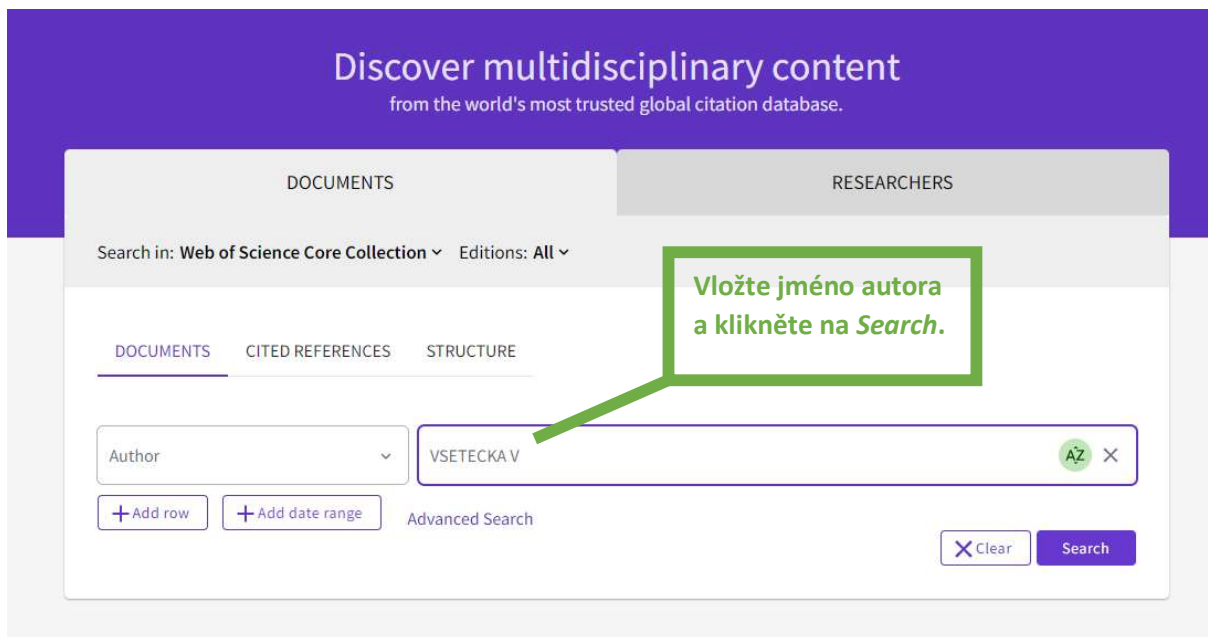 Discover multidisciplinary content
from the world's most trusted global citation database.
DOCUMENTS
RESEARCHERS
Search in: Web of Science Core Collection Editions: All
Vložte jméno autora
a klikněte na Search.
DOCUMENTS CITED REFERENCES STRUCTURE
Author
VSETECKA V
AZ
+ Add row + Add date range Advanced Search
Clear Search